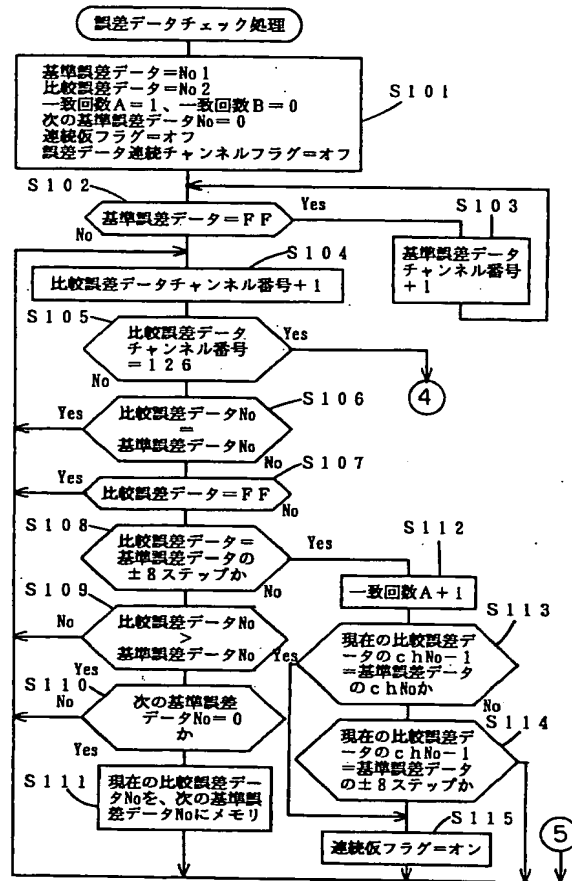 誤差データチェック処理
基準誤差データ=No1
比較誤差データ=No2
一致回数A=1、一致回数B=0
次の基準誤差データNo=0
連続仮フラグ=オフ
誤差データ連続チャンネルフラグ=オフ
S101
S102
基準誤差データ=FF
Yes
No
S103
基準誤差データ
チャンネル番号
+1
S104
比較誤差データチャンネル番号+1
S105
比較誤差データ
チャンネル番号
=126
Yes
No
4
S106
比較誤差データNo
=
基準誤差データNo
Yes
No
S107
比較誤差データ=FF
Yes
No
S108
比較誤差データ=
基準誤差データの
±8ステップか
Yes
No
S109
比較誤差データNo
>
基準誤差データNo
No
Yes
S110
次の基準誤差
データNo=0
か
No
Yes
S111
現在の比較誤差デー
タNoを、次の基準誤
差データNoにメモリ
S112
一致回数A+1
S113
現在の比較誤差デ
ータのchNo-1
=基準誤差データ
のchNoか
Yes
No
S114
現在の比較誤差デ
ータのchNo-1
=基準誤差データ
の±8ステップか
S115
連続仮フラグ=オン
5